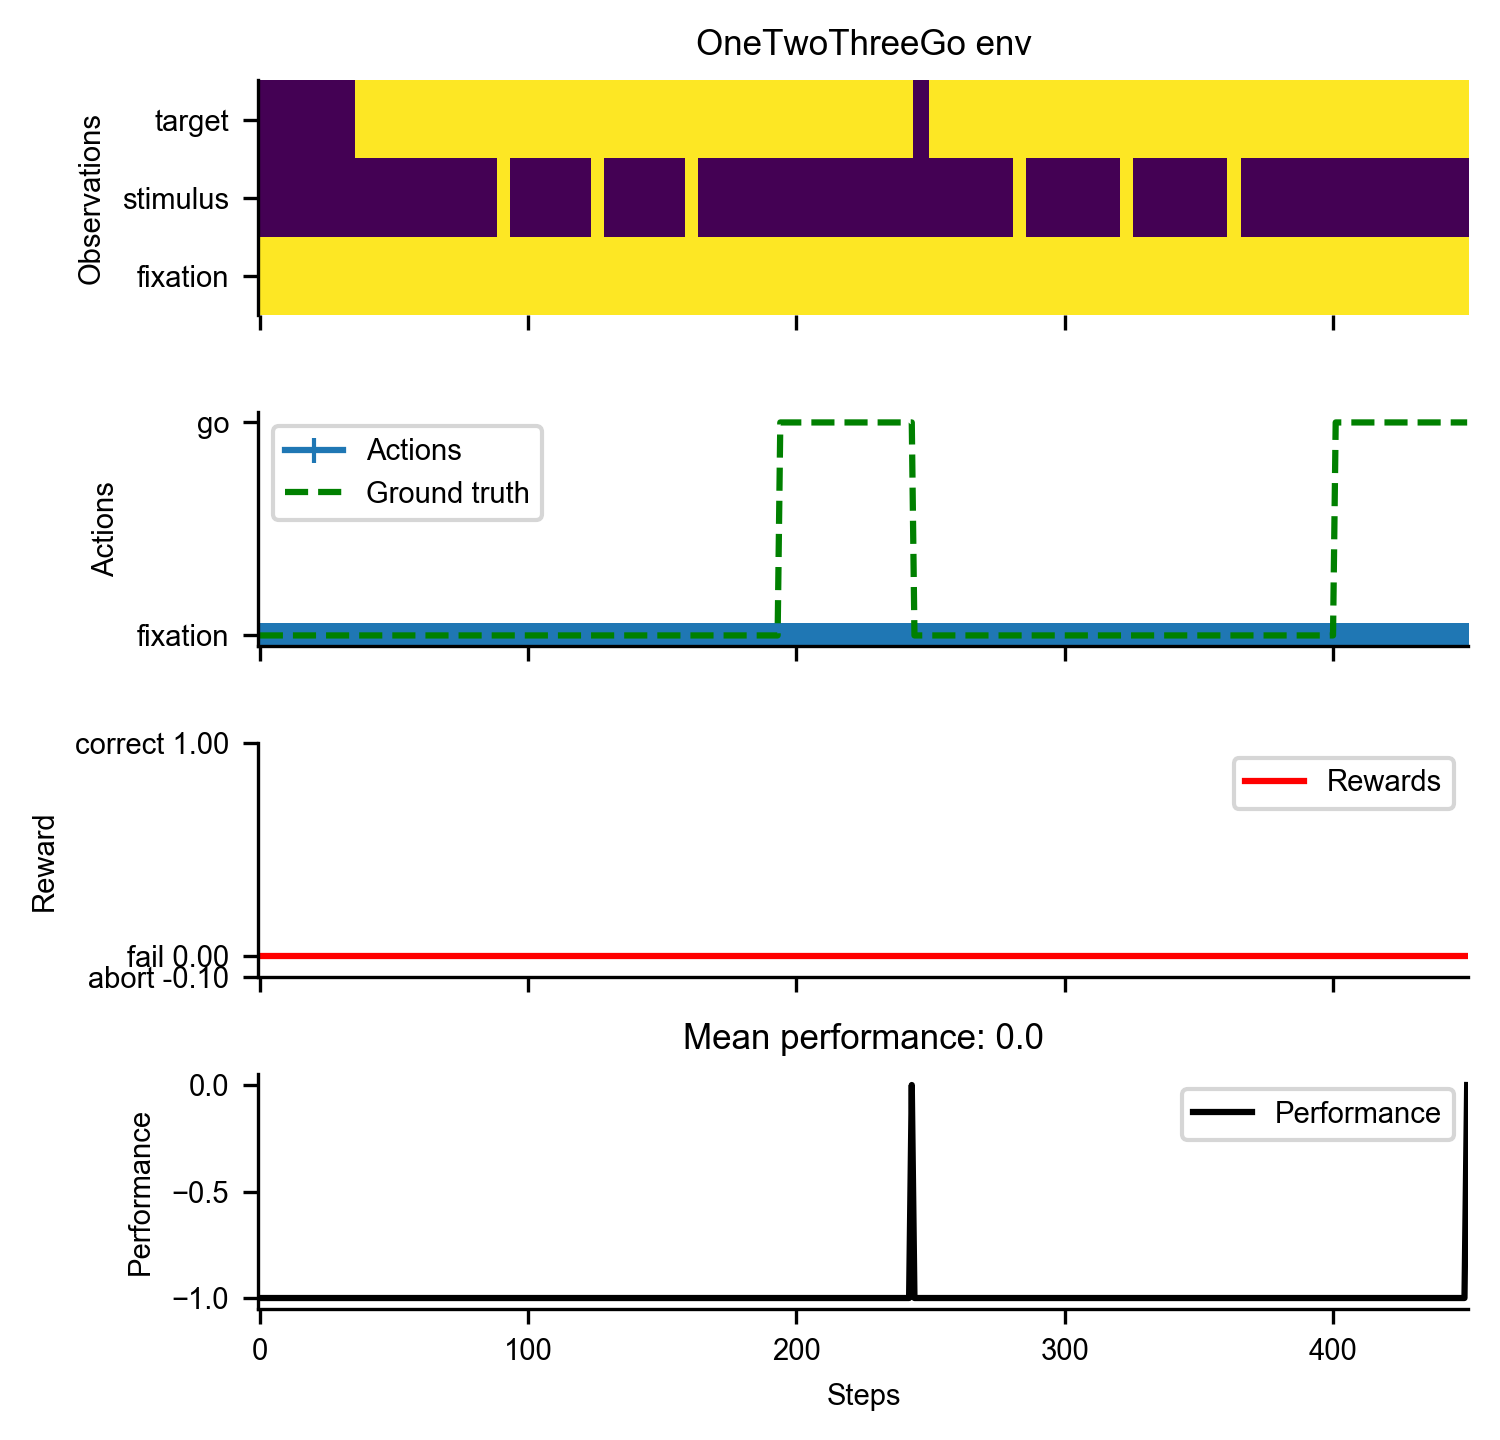 OneTwoThreeGo env
Observations
target
stimulus
fixation
Actions
go
fixation
Actions
Ground truth
Reward
correct 1.00
fail 0.00
abort -0.10
Rewards
Mean performance: 0.0
Performance
0.0
−0.5
−1.0
Performance
0 100 200 300 400
Steps